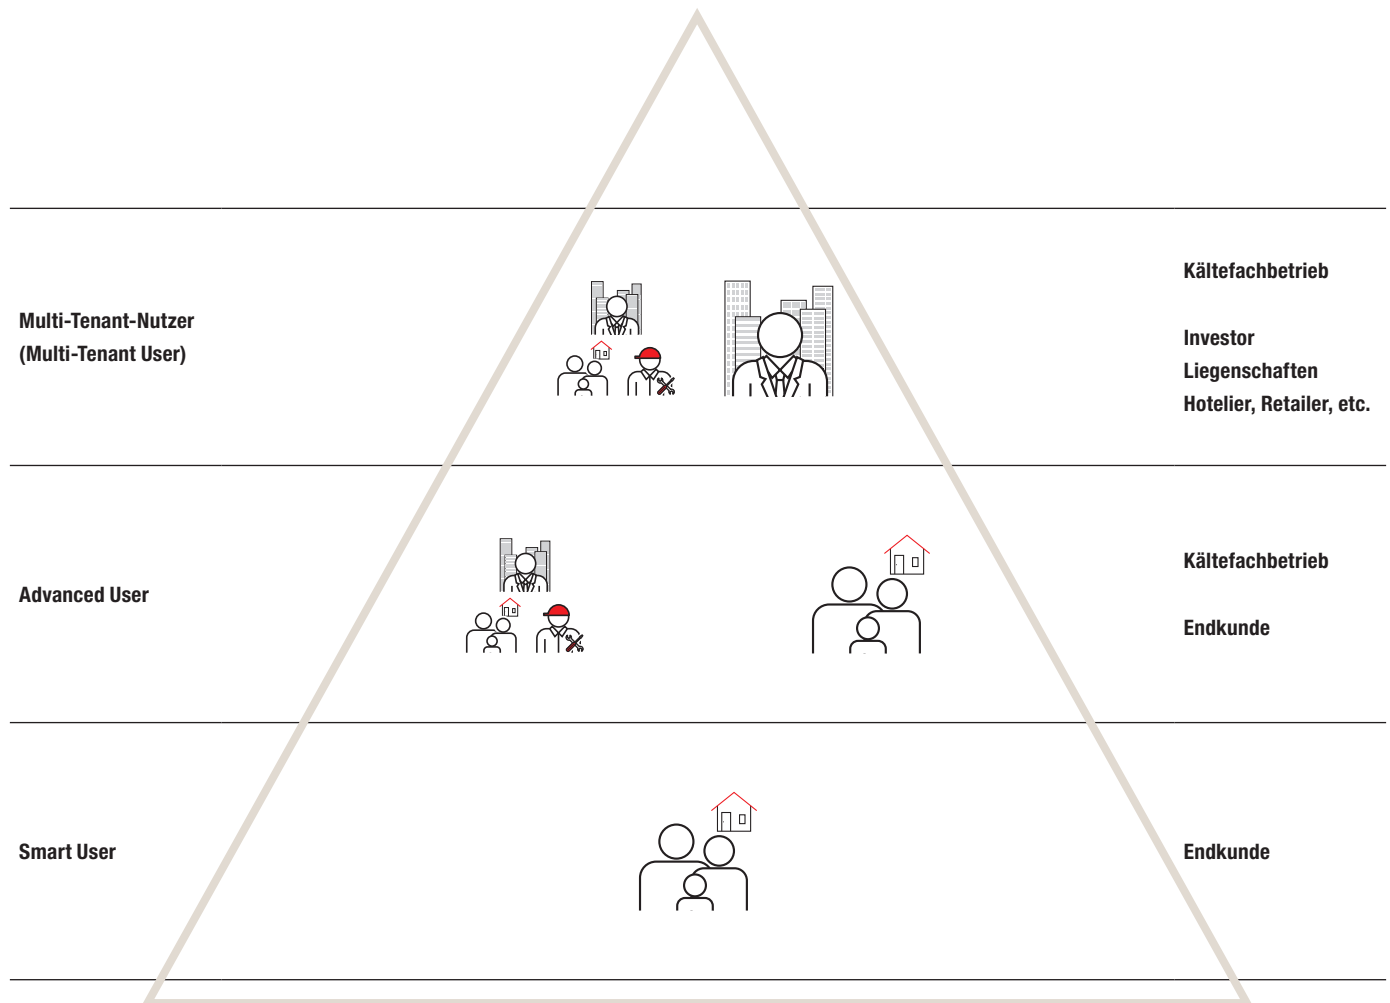 Multi-Tenant-Nutzer
(Multi-Tenant User)
Kältefachbetrieb
Investor
Liegenschaften
Hotelier, Retailer, etc.
Advanced User
Kältefachbetrieb
Endkunde
Smart User
Endkunde